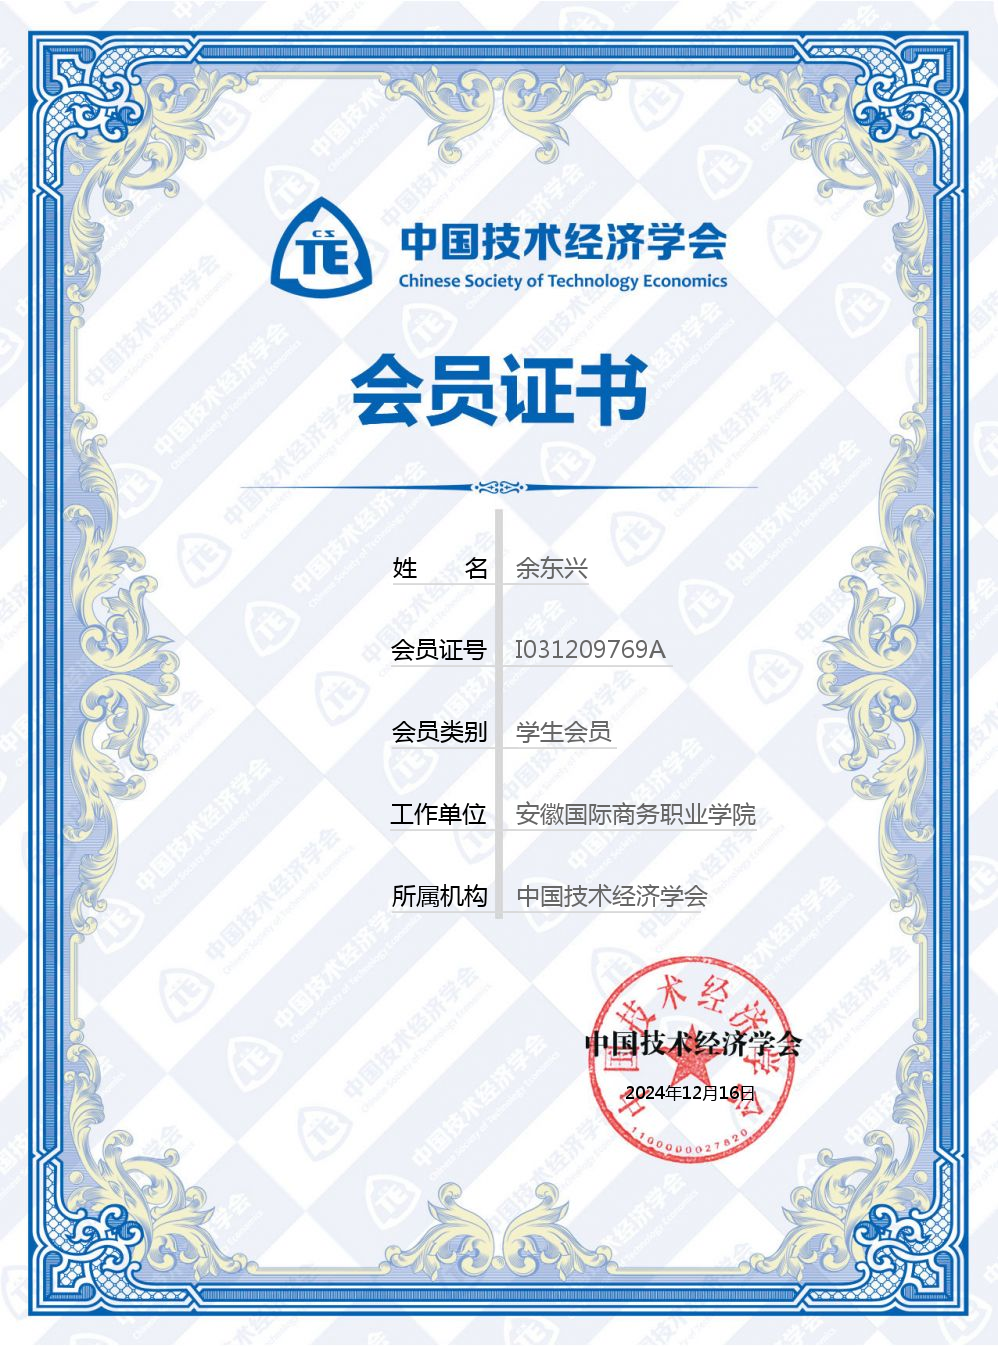 CS
TE
中国技术经济学会
Chinese Society of Technology Economics
会员证书
姓 名 余东兴
会员证号 I031209769A
会员类别 学生会员
工作单位 安徽国际商务职业学院
所属机构 中国技术经济学会
中国技术经济学会
中国技术经济学会
2024年12月16日
1100000027820